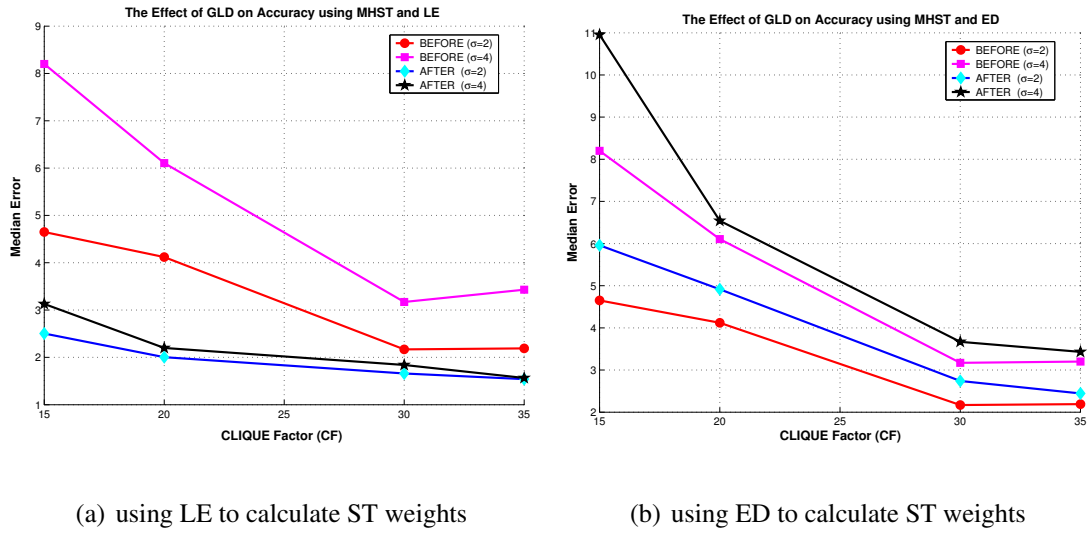 The Effect of GLD on Accuracy using MHST and LE
9
8
7
6
5
4
3
2
1
15
20
25
30
35
Median Error
CLIQUE Factor (CF)
BEFORE (σ=2)
BEFORE (σ=4)
AFTER (σ=2)
AFTER (σ=4)
(a) using LE to calculate ST weights
The Effect of GLD on Accuracy using MHST and ED
11
10
9
8
7
6
5
4
3
2
15
20
25
30
35
Median Error
CLIQUE Factor (CF)
BEFORE (σ=2)
BEFORE (σ=4)
AFTER (σ=2)
AFTER (σ=4)
(b) using ED to calculate ST weights